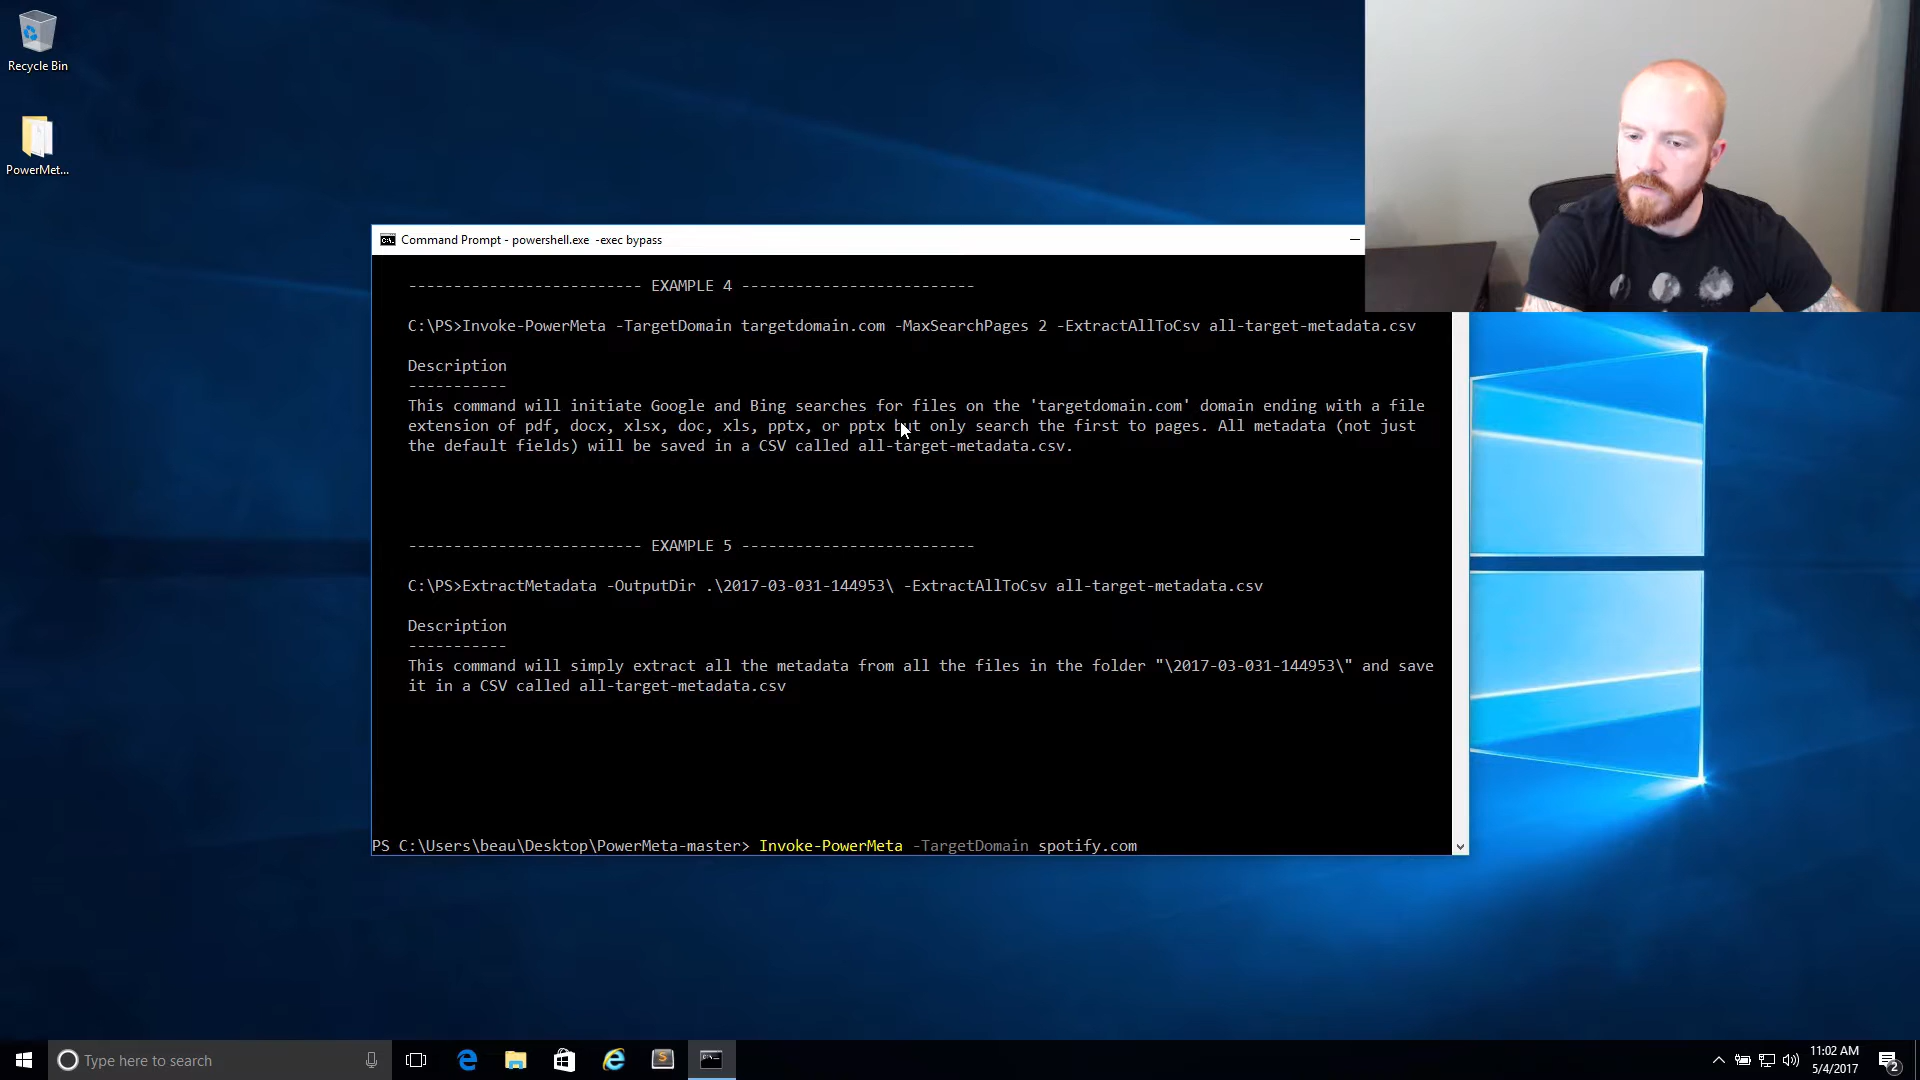 Recycle Bin
PowerMet...
Command Prompt - powershell.exe  -exec bypass
-------------------------- EXAMPLE 4 --------------------------
C:\PS>Invoke-PowerMeta -TargetDomain targetdomain.com -MaxSearchPages 2 -ExtractAllToCsv all-target-metadata.csv
Description
-----------
This command will initiate Google and Bing searches for files on the 'targetdomain.com' domain ending with a file
extension of pdf, docx, xlsx, doc, xls, pptx, or pptx but only search the first to pages. All metadata (not just
the default fields) will be saved in a CSV called all-target-metadata.csv.
-------------------------- EXAMPLE 5 --------------------------
C:\PS>ExtractMetadata -OutputDir .\2017-03-031-144953\ -ExtractAllToCsv all-target-metadata.csv
Description
-----------
This command will simply extract all the metadata from all the files in the folder "\2017-03-031-144953\" and save
it in a CSV called all-target-metadata.csv
PS C:\Users\beau\Desktop\PowerMeta-master> Invoke-PowerMeta -TargetDomain spotify.com
Type here to search
11:02 AM
5/4/2017
2